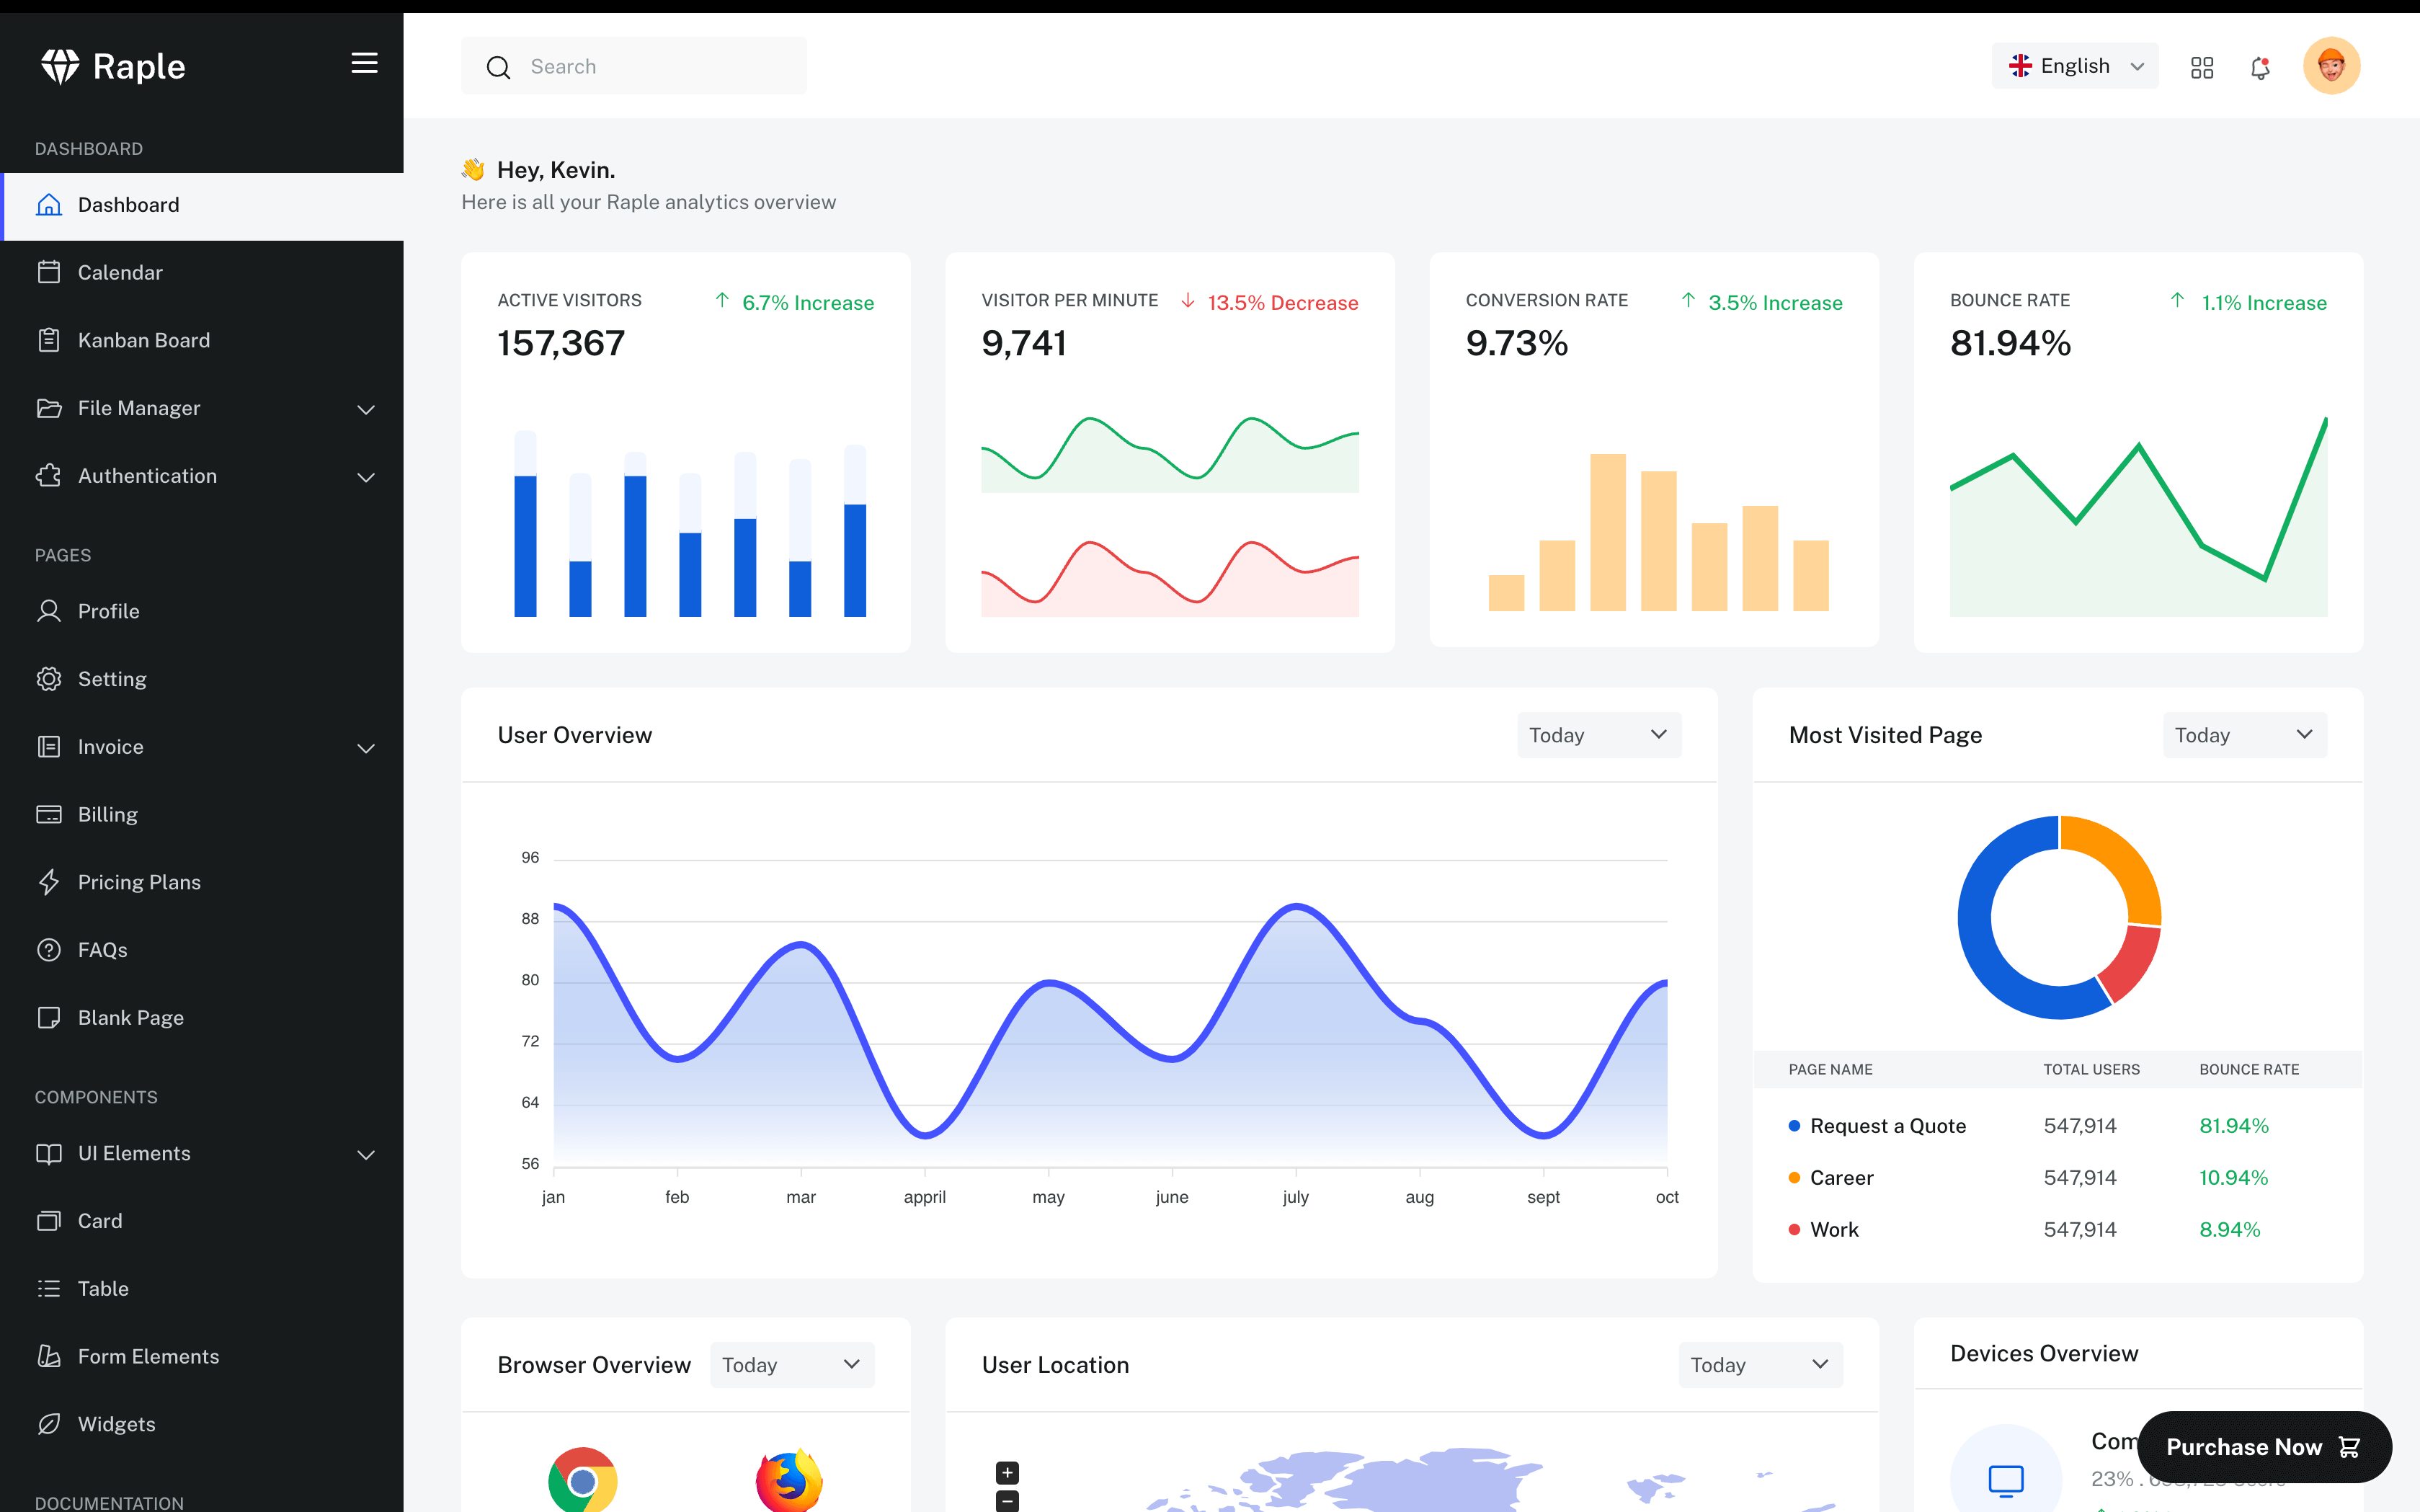 Raple
Search
English
DASHBOARD
Dashboard
Calendar
Kanban Board
File Manager
Authentication
PAGES
Profile
Setting
Invoice
Billing
Pricing Plans
FAQs
Blank Page
COMPONENTS
UI Elements
Card
Table
Form Elements
Widgets
DOCUMENTATION
👋 Hey, Kevin.
Here is all your Raple analytics overview
ACTIVE VISITORS
↑ 6.7% Increase
157,367
VISITOR PER MINUTE
↓ 13.5% Decrease
9,741
CONVERSION RATE
↑ 3.5% Increase
9.73%
BOUNCE RATE
↑ 1.1% Increase
81.94%
User Overview
Today
96
88
80
72
64
56
jan feb mar appril may june july aug sept oct
Most Visited Page
Today
PAGE NAME TOTAL USERS BOUNCE RATE
Request a Quote 547,914 81.94%
Career 547,914 10.94%
Work 547,914 8.94%
Browser Overview
Today
User Location
Today
+
−
Devices Overview
Com
23% .
Purchase Now